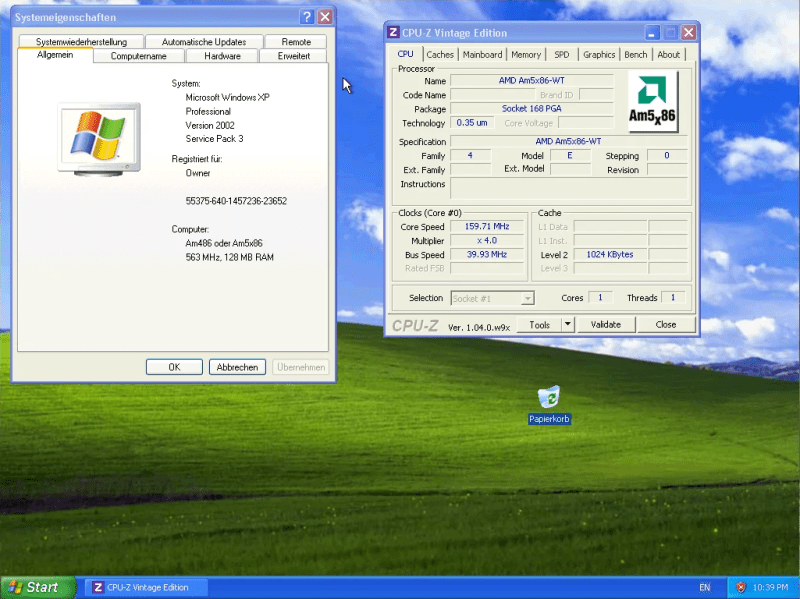 Systemeigenschaften
Systemwiederherstellung Automatische Updates Remote
Allgemein Computername Hardware Erweitert
System:
Microsoft Windows XP
Professional
Version 2002
Service Pack 3
Registriert für:
Owner
55375-640-1457236-23652
Computer:
Am486 oder Am5x86
563 MHz, 128 MB RAM
OK Abbrechen Übernehmen
CPU-Z Vintage Edition
CPU Caches Mainboard Memory SPD Graphics Bench About
Processor
Name AMD Am5x86-WT
Code Name Brand ID
Package Socket 168 PGA
Technology 0.35 um Core Voltage
Am5x86
Specification AMD Am5x86-WT
Family 4 Model E Stepping 0
Ext. Family Ext. Model Revision
Instructions
Clocks (Core #0)
Core Speed 159.71 MHz
Multiplier x 4.0
Bus Speed 39.93 MHz
Rated FSB
Cache
L1 Data
L1 Inst.
Level 2 1024 KBytes
Level 3
Selection Socket #1 Cores 1 Threads 1
CPU-Z Ver. 1.04.0.w9x Tools Validate Close
Papierkorb
Start CPU-Z Vintage Edition EN 10:39 PM